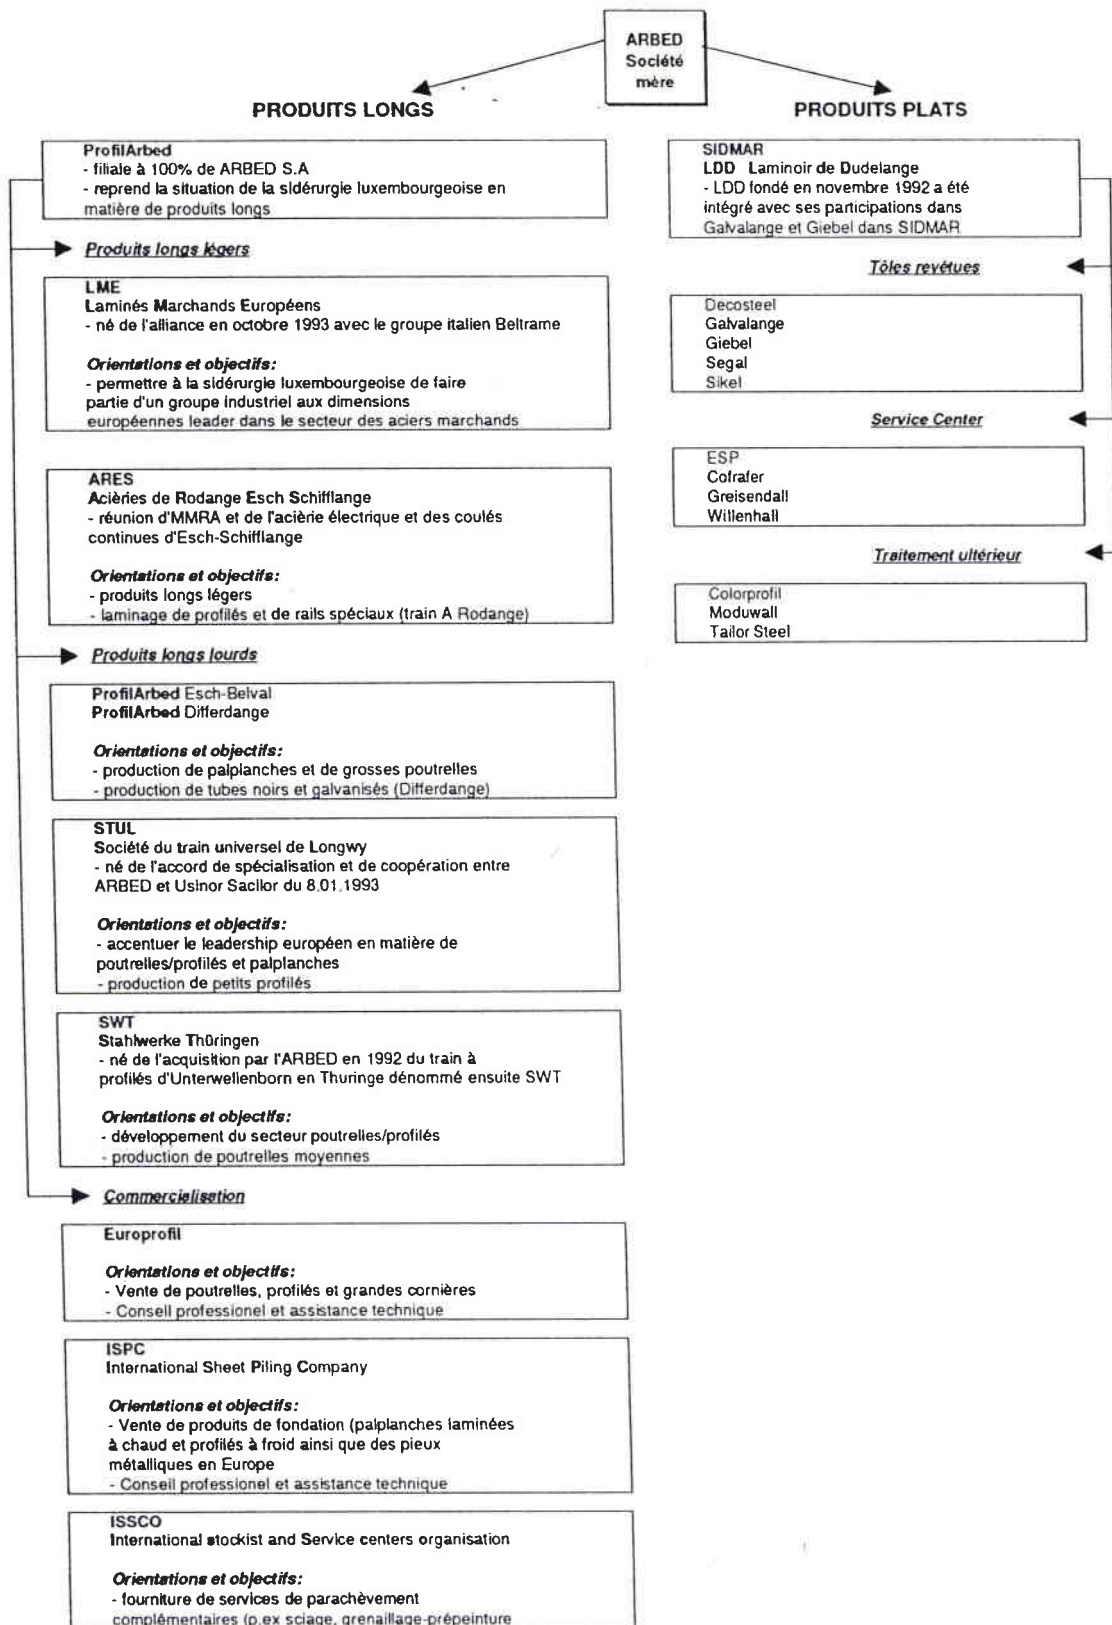 ARBED
Société
mère
PRODUITS LONGS
ProfilArbed
- filiale à 100% de ARBED S.A
- reprend la situation de la sidérurgie luxembourgeoise en
matière de produits longs
Produits longs légers
LME
Laminés Marchands Européens
- né de l'alliance en octobre 1993 avec le groupe italien Beltrame
Orientations et objectifs:
- permettre à la sidérurgie luxembourgeoise de faire
partie d'un groupe industriel aux dimensions
européennes leader dans le secteur des aciers marchands
ARES
Acièries de Rodange Esch Schifflange
- réunion d'MMRA et de l'acièrie électrique et des coulés
continues d'Esch-Schifflange
Orientations et objectifs:
- produits longs légers
- laminage de profilés et de rails spéciaux (train A Rodange)
Produits longs lourds
ProfilArbed Esch-Belval
ProfilArbed Differdange
Orientations et objectifs:
- production de palplanches et de grosses poutrelles
- production de tubes noirs et galvanisés (Differdange)
STUL
Société du train universel de Longwy
- né de l'accord de spécialisation et de coopération entre
ARBED et Usinor Sacilor du 8.01.1993
Orientations et objectifs:
- accentuer le leadership européen en matière de
poutrelles/profilés et palplanches
- production de petits profilés
SWT
Stahlwerke Thüringen
- né de l'acquisition par l'ARBED en 1992 du train à
profilés d'Unterwellenborn en Thuringe dénommé ensuite SWT
Orientations et objectifs:
- développement du secteur poutrelles/profilés
- production de poutrelles moyennes
Commercialisation
Europrofil
Orientations et objectifs:
- Vente de poutrelles, profilés et grandes cornières
- Conseil professionel et assistance technique
ISPC
International Sheet Piling Company
Orientations et objectifs:
- Vente de produits de fondation (palplanches laminées
à chaud et profilés à froid ainsi que des pieux
métalliques en Europe
- Conseil professionel et assistance technique
ISSCO
International stockist and Service centers organisation
Orientations et objectifs:
- fourniture de services de parachèvement
complémentaires (p.ex sciage, grenaillage-prépeinture
PRODUITS PLATS
SIDMAR
LDD Laminoir de Dudelange
- LDD fondé en novembre 1992 a été
intégré avec ses participations dans
Galvalange et Giebel dans SIDMAR
Tôles revétues
Decosteel
Galvalange
Giebel
Segal
Sikel
Service Center
ESP
Cofrafer
Greisendall
Willenhall
Traitement ultérieur
Colorprofil
Moduwall
Tailor Steel